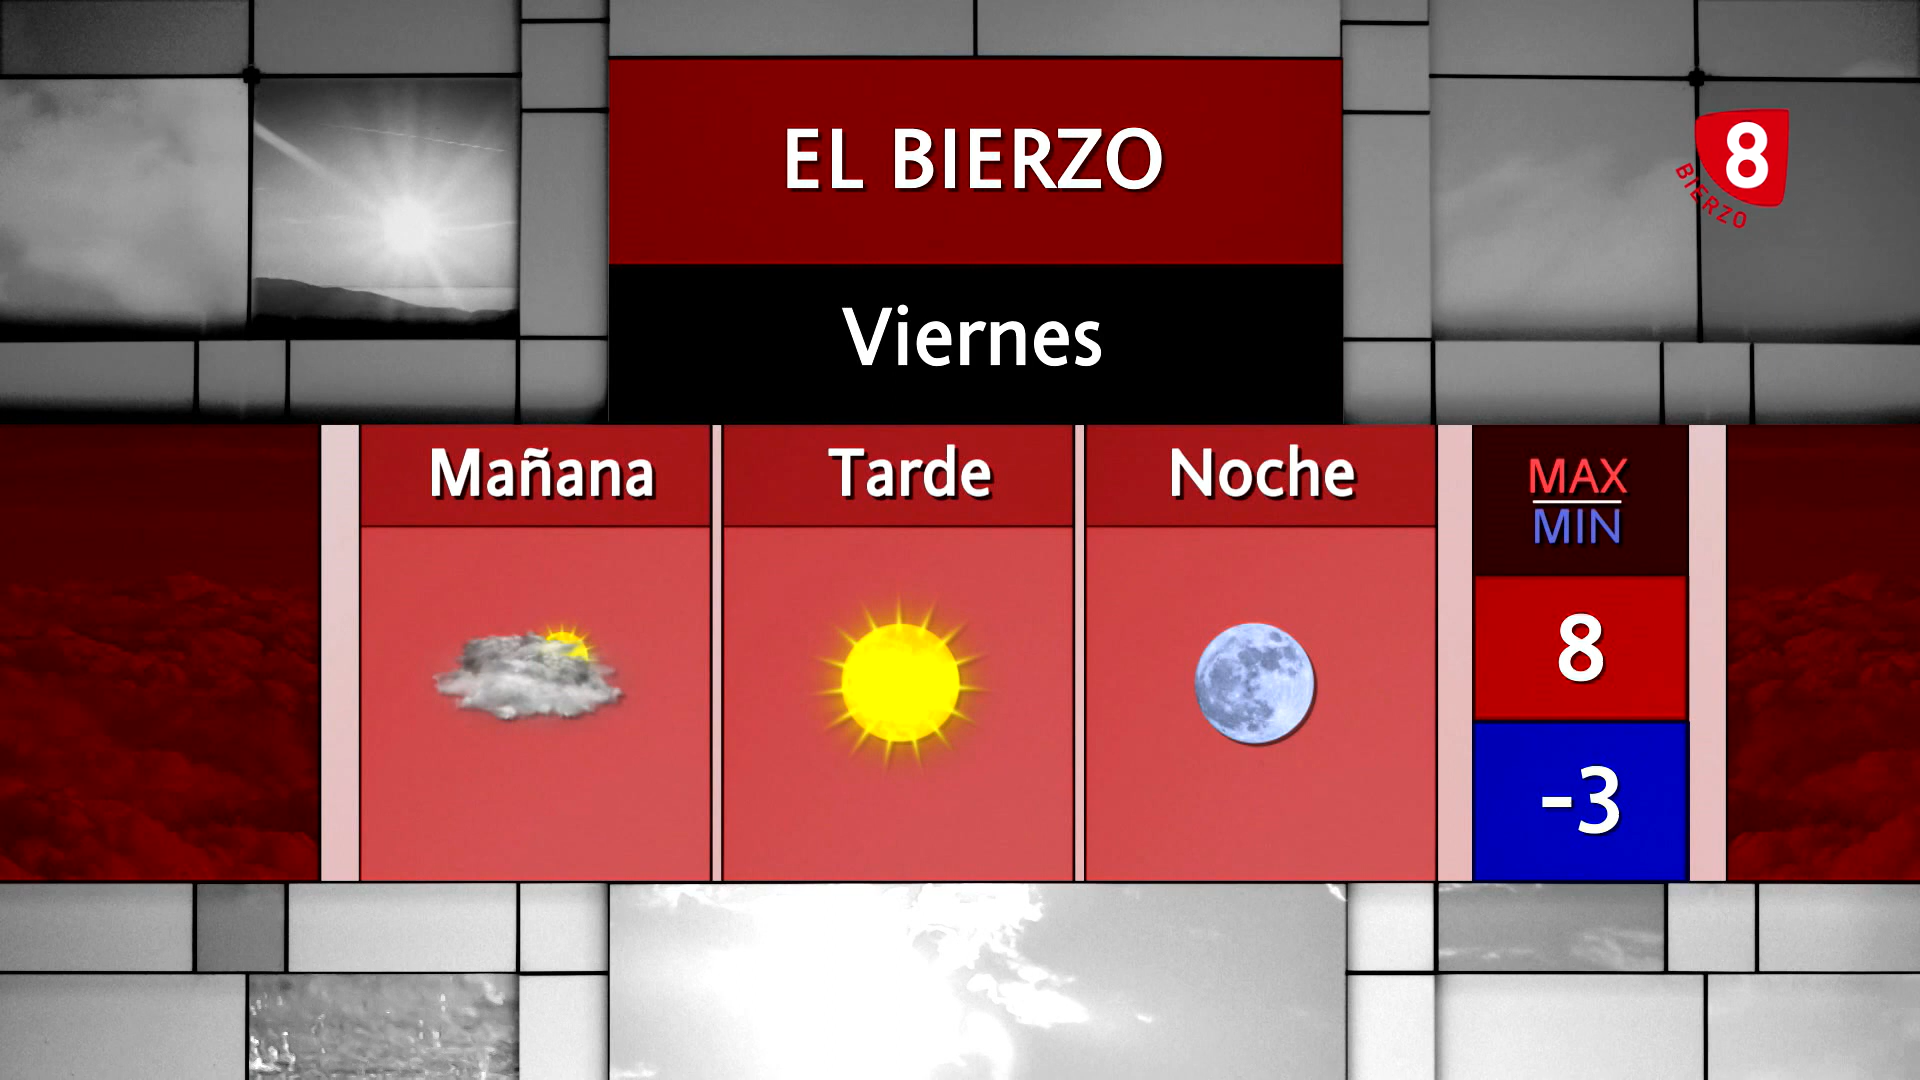 EL BIERZO
8
BIERZO
Viernes
Mañana
Tarde
Noche
MAX
MIN
8
-3